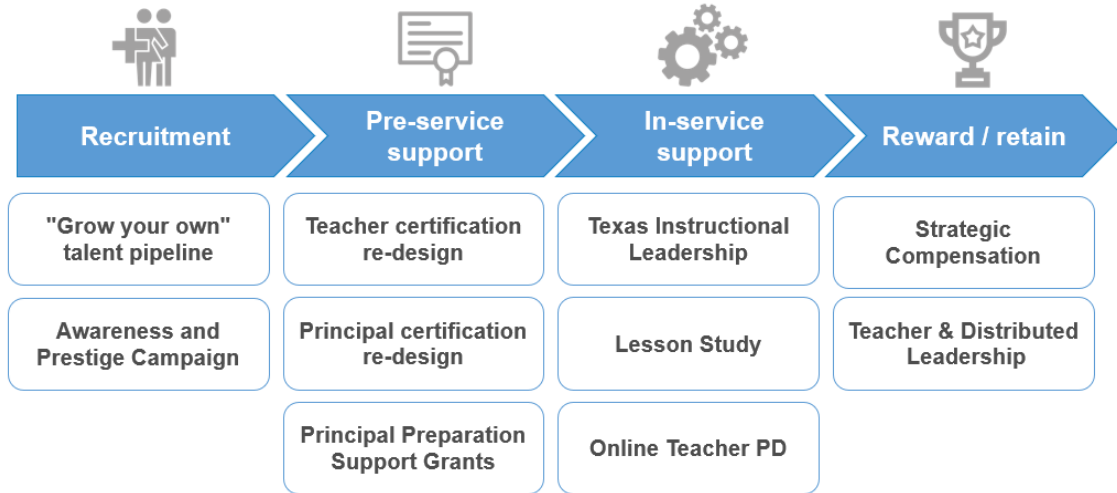 Recruitment
Pre-service
support
In-service
support
Reward / retain
"Grow your own"
talent pipeline
Teacher certification
re-design
Texas Instructional
Leadership
Strategic
Compensation
Awareness and
Prestige Campaign
Principal certification
re-design
Lesson Study
Teacher & Distributed
Leadership
Principal Preparation
Support Grants
Online Teacher PD